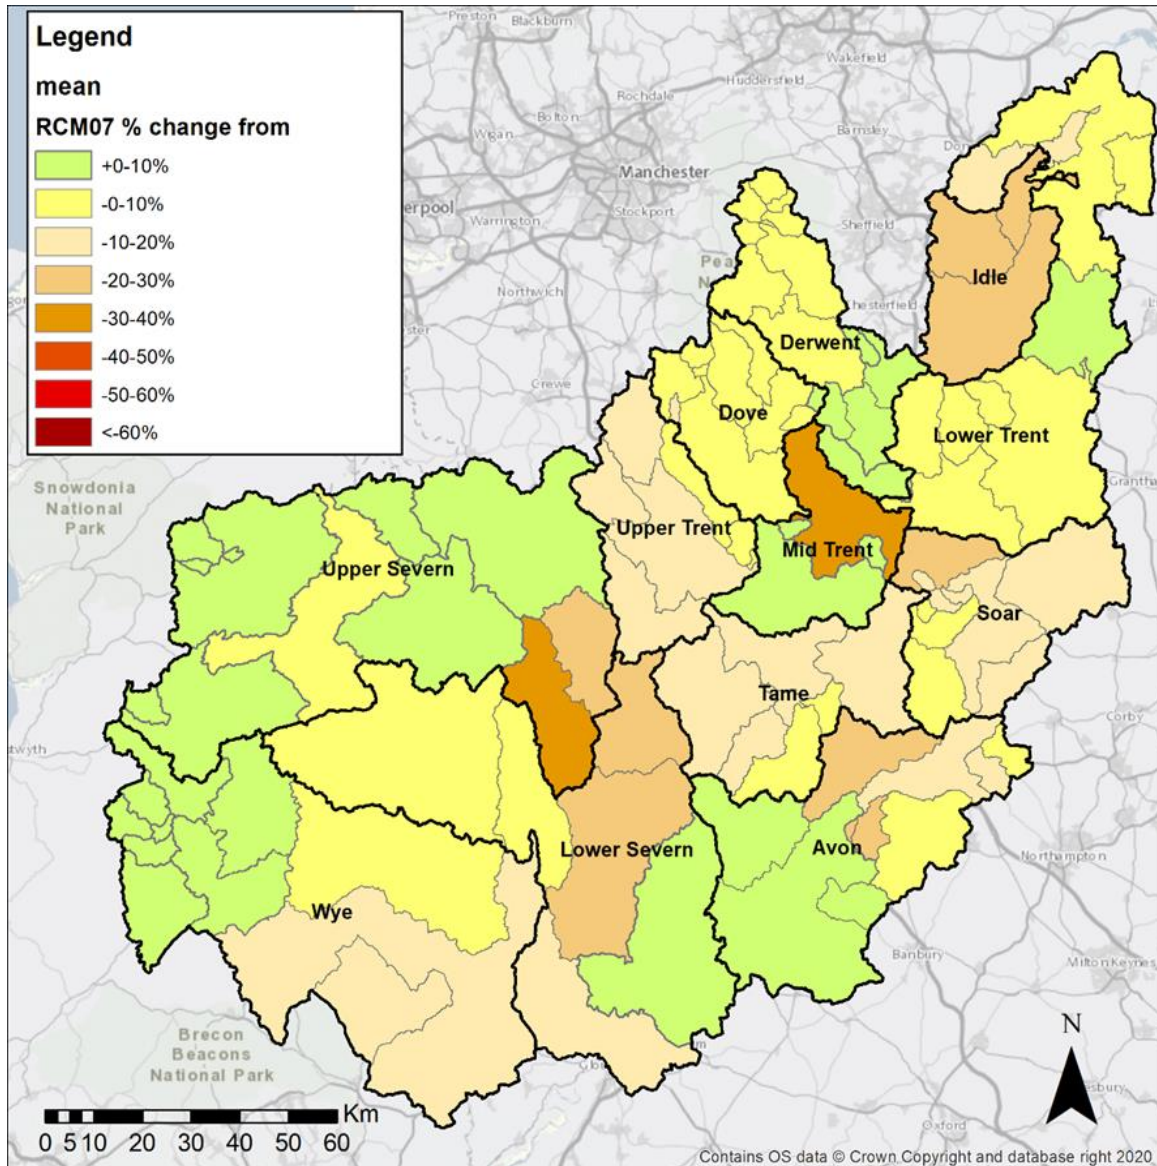 Legend
mean
RCM07 % change from
+0-10%
-0-10%
-10-20%
-20-30%
-30-40%
-40-50%
-50-60%
<-60%
Preston
Blackburn
Wakefield
Huddersfield
Rochdale
Bolton
Wigan
Barnsley
Manchester
Warrington
Stockport
Sheffield
Northwich
Crewe
Idle
Derwent
Dove
Lower Trent
Snowdonia
National
Park
Upper Trent
Mid Trent
Upper Severn
Soar
Tame
Corby
Lower Severn
Avon
Northampton
Wye
Banbury
Milton Keynes
Brecon
Beacons
National Park
N
Km
0 5 10 20 30 40 50 60
Oxford
Contains OS data © Crown Copyright and database right 2020